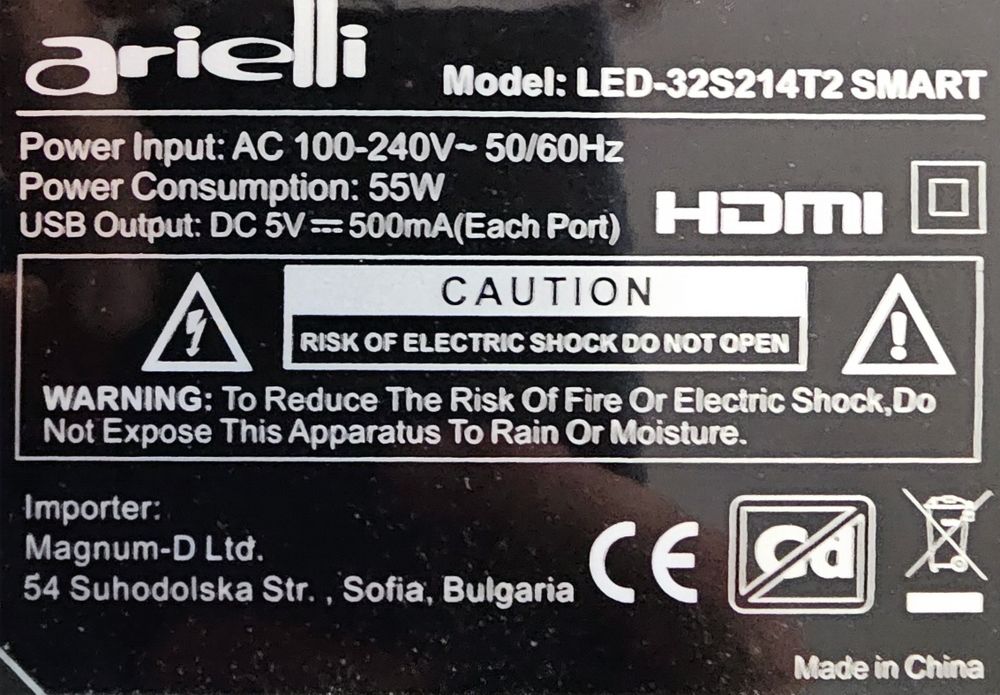 arielli
Model: LED-32S214T2 SMART
Power Input: AC 100-240V~ 50/60Hz
Power Consumption: 55W
USB Output: DC 5V⎓500mA(Each Port)
HDMI
CAUTION
RISK OF ELECTRIC SHOCK DO NOT OPEN
WARNING: To Reduce The Risk Of Fire Or Electric Shock,Do
Not Expose This Apparatus To Rain Or Moisture.
Importer:
Magnum-D Ltd.
54 Suhodolska Str. , Sofia, Bulgaria
CE
Cd
Made in China